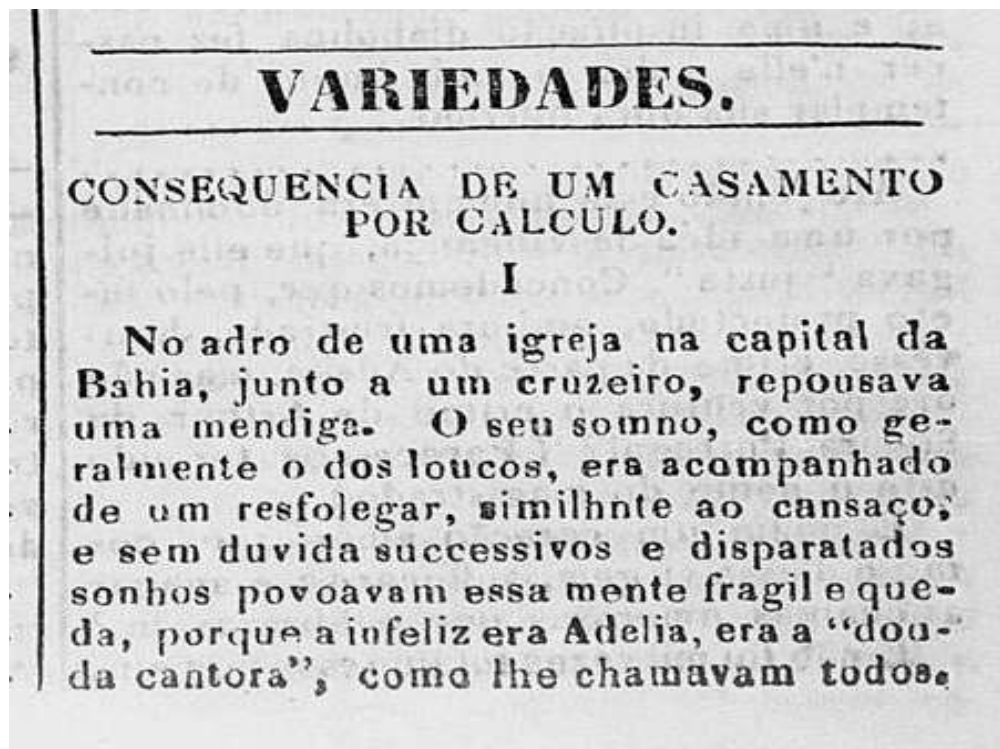 VARIEDADES.
CONSEQUENCIA DE UM CASAMENTO
POR CALCULO.
I
No adro de uma igreja na capital da
Bahia, junto a um cruzeiro, repousava
uma mendiga. O seu somno, como ge-
ralmente o dos loucos, era acompanhado
de um resfolegar, similhnte ao cansaço,
e sem duvida successivos e disparatados
sonhos povoavam essa mente fragil e que-
da, porque a infeliz era Adelia, era a “dou-
da cantora”, como lhe chamavam todos.